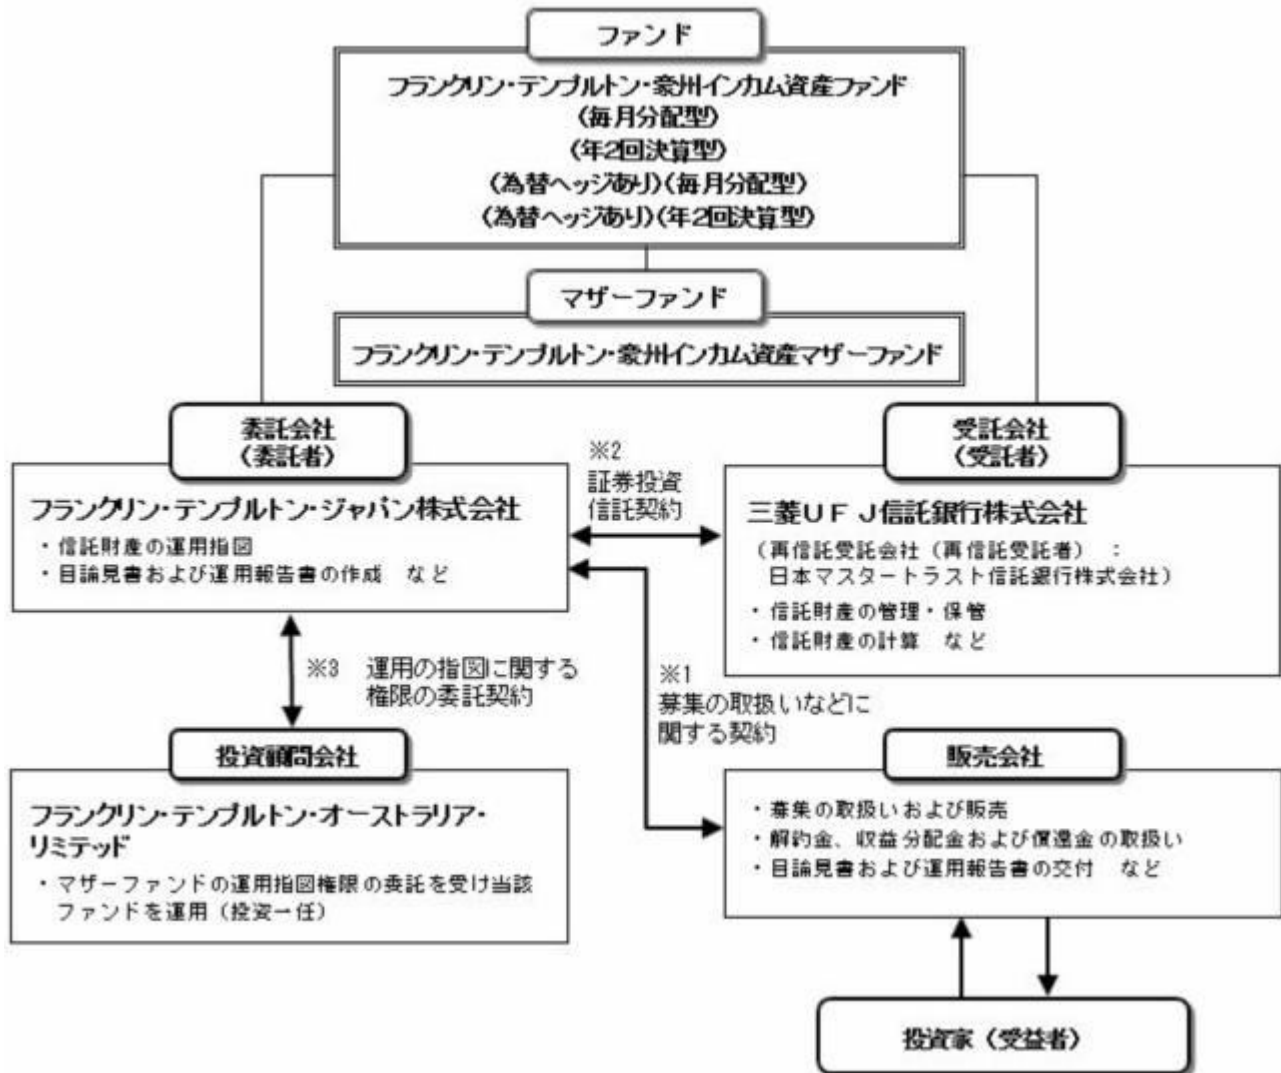 ファンド
フランクリン・テンプルトン・豪州インカム資産ファンド
(毎月分配型)
(年2回決算型)
(為替ヘッジあり)(毎月分配型)
(為替ヘッジあり)(年2回決算型)
マザーファンド
フランクリン・テンプルトン・豪州インカム資産マザーファンド
委託会社
(委託者)
フランクリン・テンプルトン・ジャパン株式会社
・信託財産の運用指図
・目論見書および運用報告書の作成 など
※2
証券投資
信託契約
受託会社
(受託者)
三菱UFJ信託銀行株式会社
(再信託受託会社(再信託受託者) :
日本マスタートラスト信託銀行株式会社)
・信託財産の管理・保管
・信託財産の計算 など
※3 運用の指図に関する
権限の委託契約
※1
募集の取扱いなどに
関する契約
投資顧問会社
フランクリン・テンプルトン・オーストラリア・
リミテッド
・マザーファンドの運用指図権限の委託を受け当該
ファンドを運用(投資一任)
販売会社
・募集の取扱いおよび販売
・解約金、収益分配金および償還金の取扱い
・目論見書および運用報告書の交付 など
投資家(受益者)